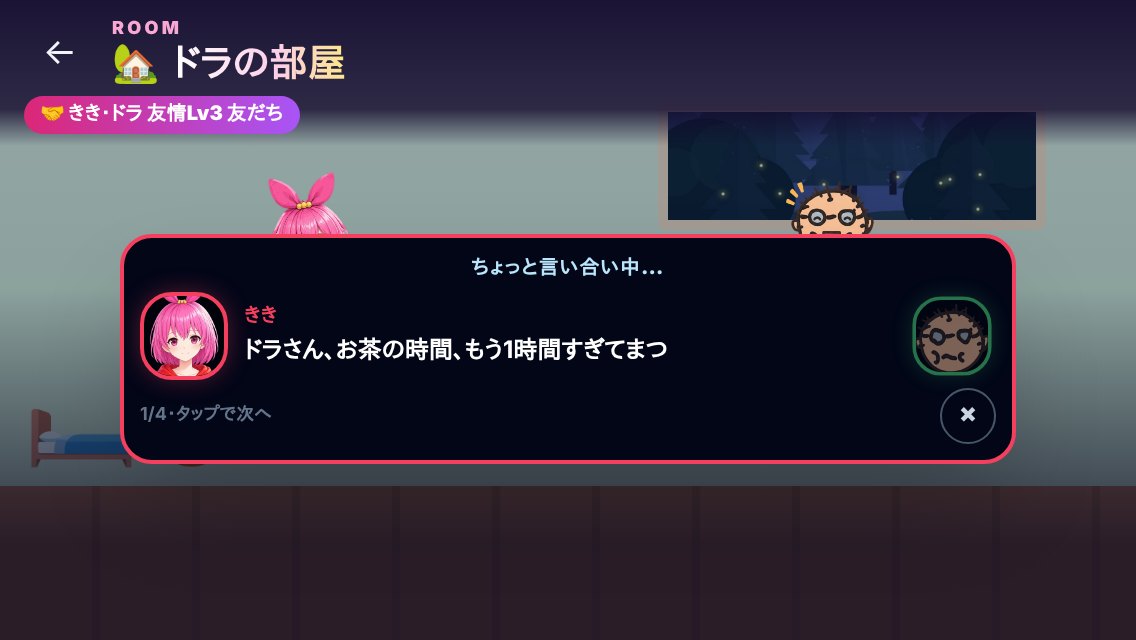 ROOM
ドラの部屋
きき・ドラ 友情Lv3 友だち
ちょっと言い合い中...
きき
ドラさん、お茶の時間、もう1時間すぎてまつ
1/4・タップで次へ